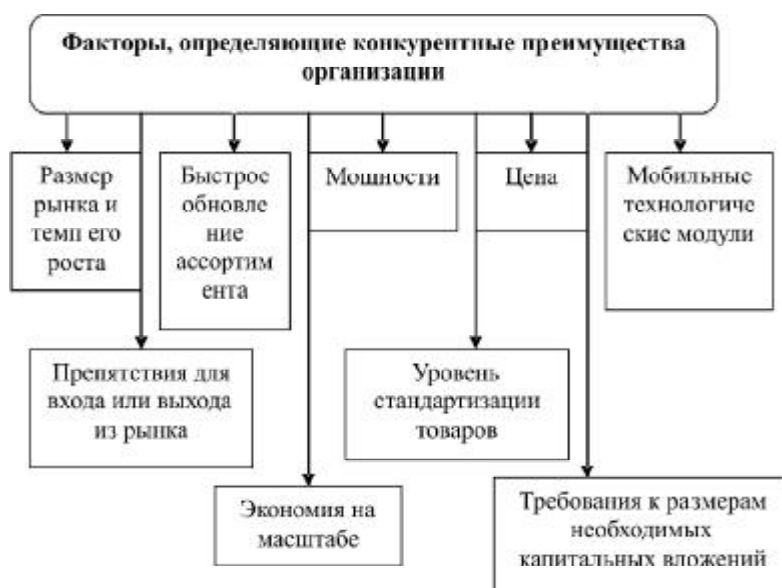 Факторы, определяющие конкурентные преимущества
организации
Размер
рынка и
темп его
роста
Быстрое
обновле
ние
ассортим
ента
Мощности
Цена
Мобильные
технологиче
ские модули
Препятствия для
входа или выхода
из рынка
Уровень
стандартизации
товаров
Экономия на
масштабе
Требования к размерам
необходимых
капитальных вложений